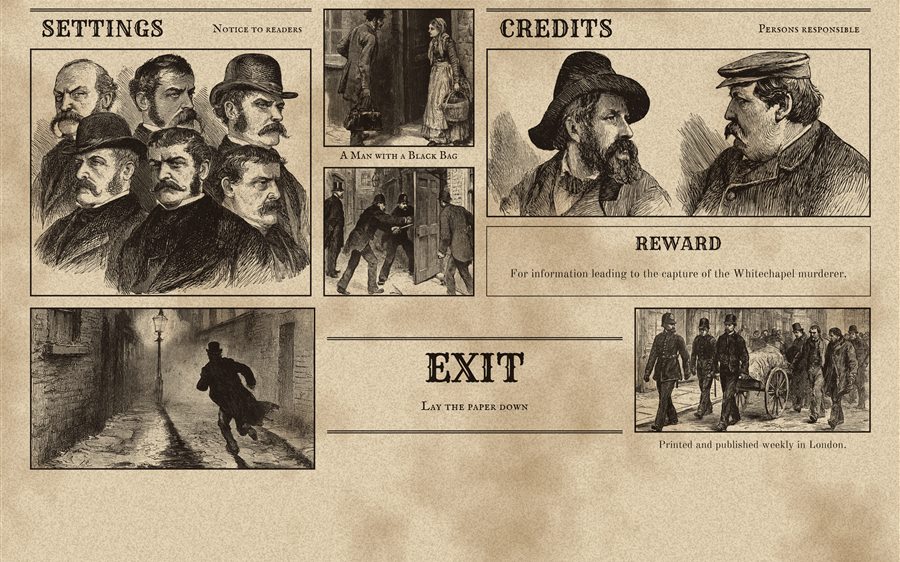 SETTINGS
Notice to readers
A Man with a Black Bag
CREDITS
Persons responsible
REWARD
For information leading to the capture of the Whitechapel murderer.
EXIT
Lay the paper down
Printed and published weekly in London.